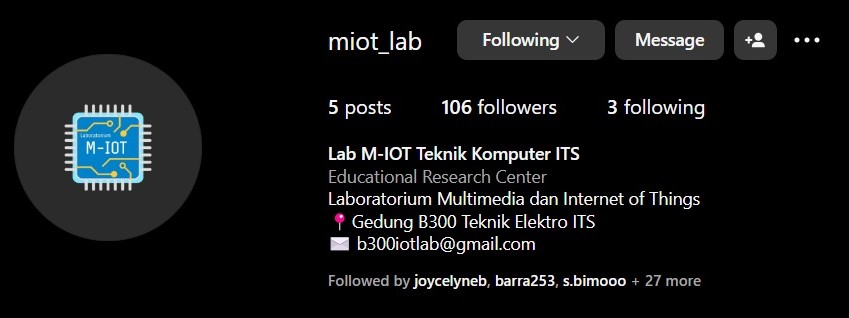 miot_lab Following Message
5 posts 106 followers 3 following
Laboratorium
M-IOT
Lab M-IOT Teknik Komputer ITS
Educational Research Center
Laboratorium Multimedia dan Internet of Things
📍Gedung B300 Teknik Elektro ITS
✉️ b300iotlab@gmail.com
Followed by joycelyneb, barra253, s.bimooo + 27 more